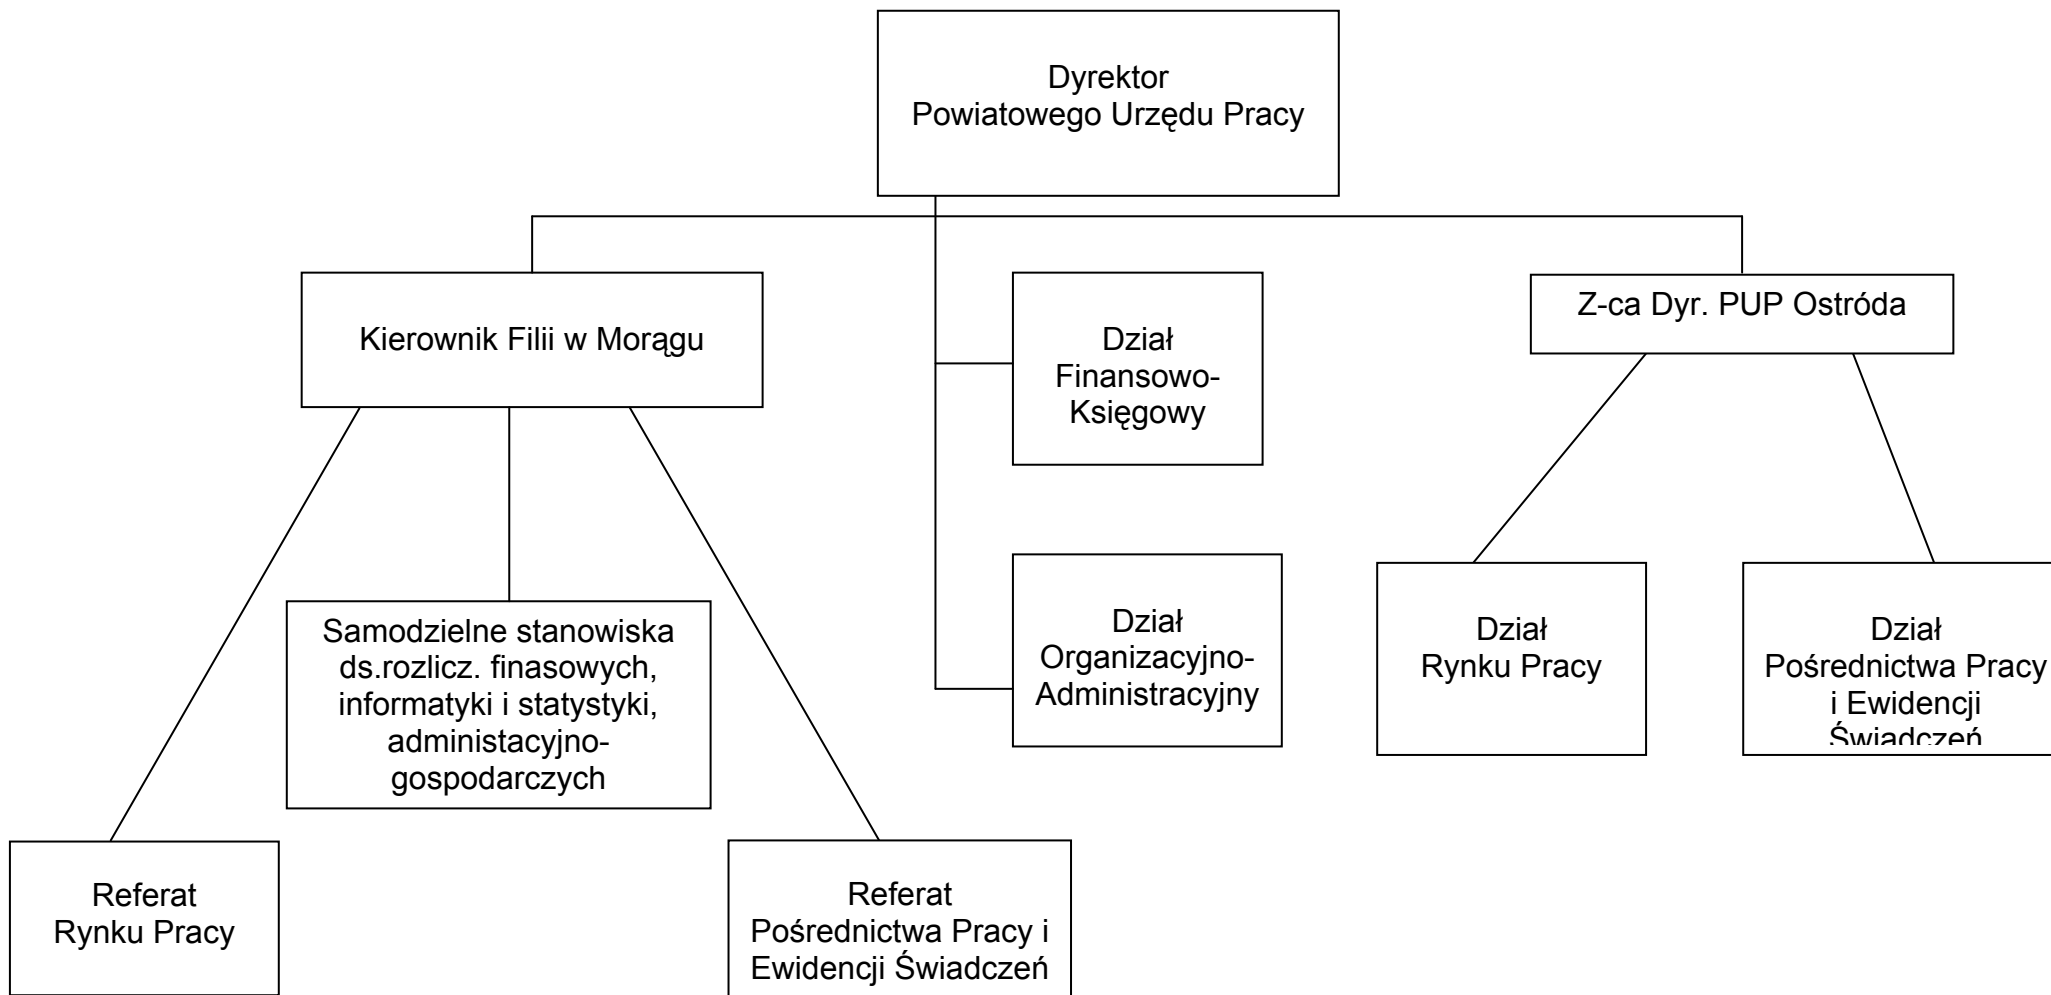 Dyrektor
Powiatowego Urzędu Pracy
Kierownik Filii w Morągu
Dział
Finansowo-
Księgowy
Z-ca Dyr. PUP Ostróda
Samodzielne stanowiska
ds.rozlicz. finasowych,
informatyki i statystyki,
administacyjno-
gospodarczych
Dział
Organizacyjno-
Administracyjny
Dział
Rynku Pracy
Dział
Pośrednictwa Pracy
i Ewidencji
Świadczeń
Referat
Rynku Pracy
Referat
Pośrednictwa Pracy i
Ewidencji Świadczeń